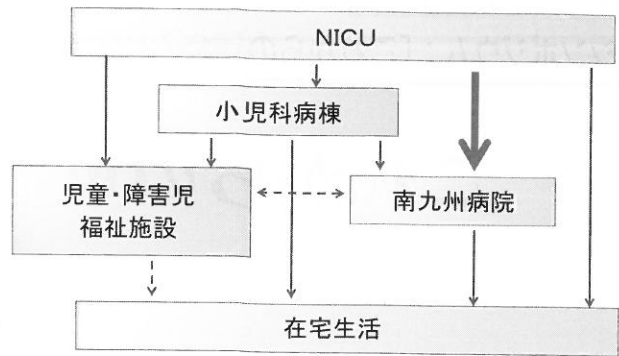 NICU
小児科病棟
児童・障害児
福祉施設
南九州病院
在宅生活